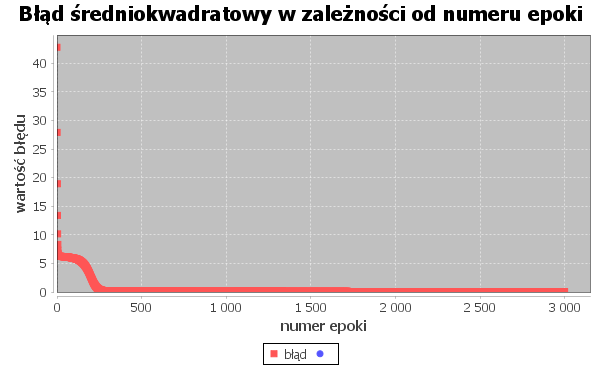 Błąd średniokwadratowy w zależności od numeru epoki
wartość błędu
40
35
30
25
20
15
10
5
0
0 500 1 000 1 500 2 000 2 500 3 000
numer epoki
błąd